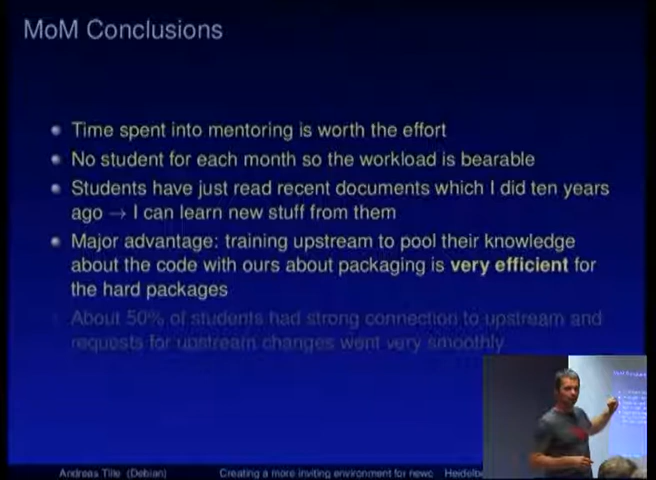 MoM Conclusions
Time spent into mentoring is worth the effort
No student for each month so the workload is bearable
Students have just read recent documents which I did ten years
ago → I can learn new stuff from them
Major advantage: training upstream to pool their knowledge
about the code with ours about packaging is very efficient for
the hard packages
About 50% of students had strong connection to upstream and
requests for upstream changes went very smoothly
Andreas Tille (Debian) Creating a more inviting environment for newc Heidelbe